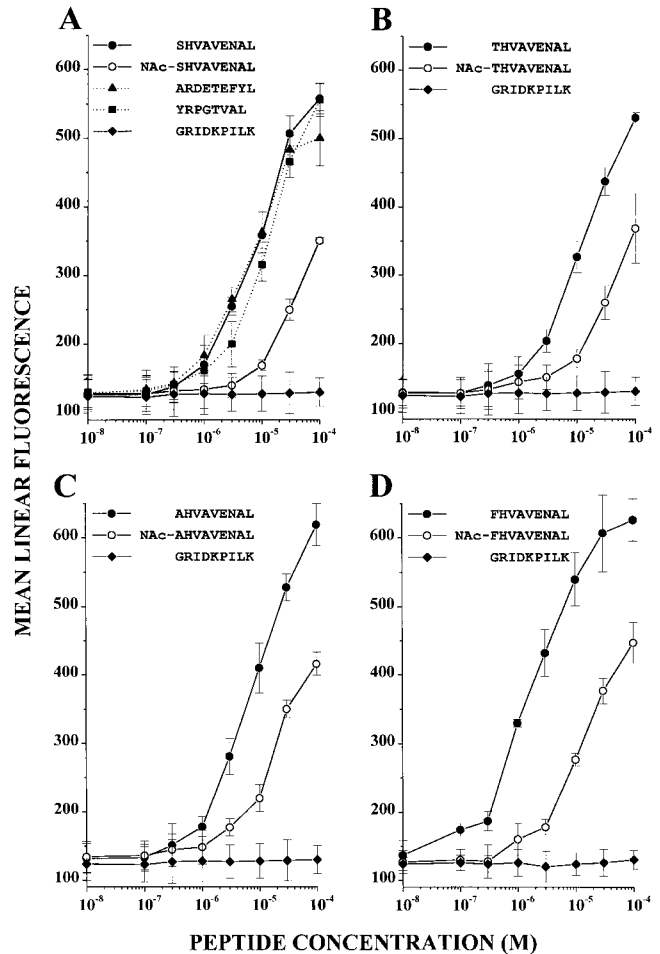 A
SHVAVENAL
NAc-SHVAVENAL
ARDETEFYL
YRPGTVAL
GRIDKPILK
600
500
400
300
200
100
10⁻⁸ 10⁻⁷ 10⁻⁶ 10⁻⁵ 10⁻⁴
B
THVAVENAL
NAc-THVAVENAL
GRIDKPILK
600
500
400
300
200
100
10⁻⁸ 10⁻⁷ 10⁻⁶ 10⁻⁵ 10⁻⁴
MEAN LINEAR FLUORESCENCE
C
AHVAVENAL
NAc-AHVAVENAL
GRIDKPILK
600
500
400
300
200
100
10⁻⁸ 10⁻⁷ 10⁻⁶ 10⁻⁵ 10⁻⁴
D
FHVAVENAL
NAc-FHVAVENAL
GRIDKPILK
600
500
400
300
200
100
10⁻⁸ 10⁻⁷ 10⁻⁶ 10⁻⁵ 10⁻⁴
PEPTIDE CONCENTRATION (M)